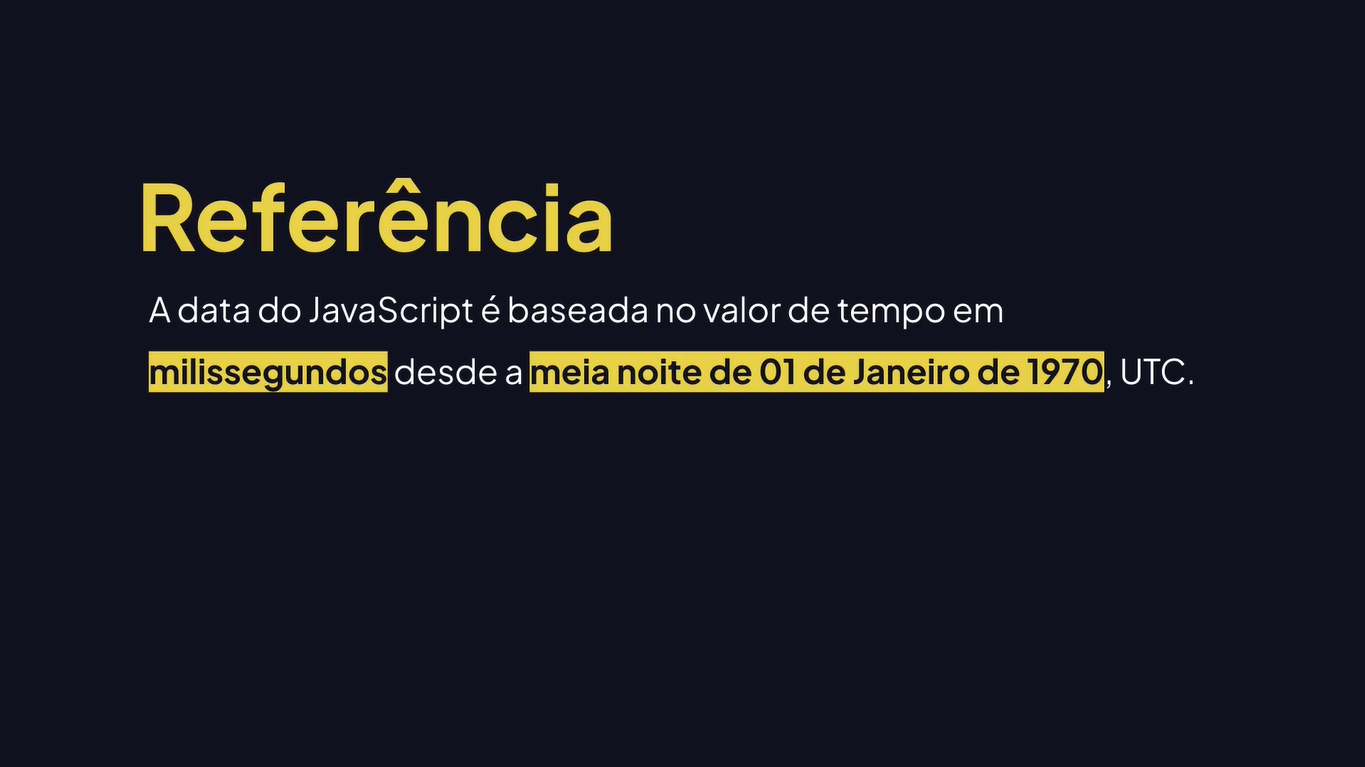 Referência
A data do JavaScript é baseada no valor de tempo em
milissegundos desde a meia noite de 01 de Janeiro de 1970, UTC.